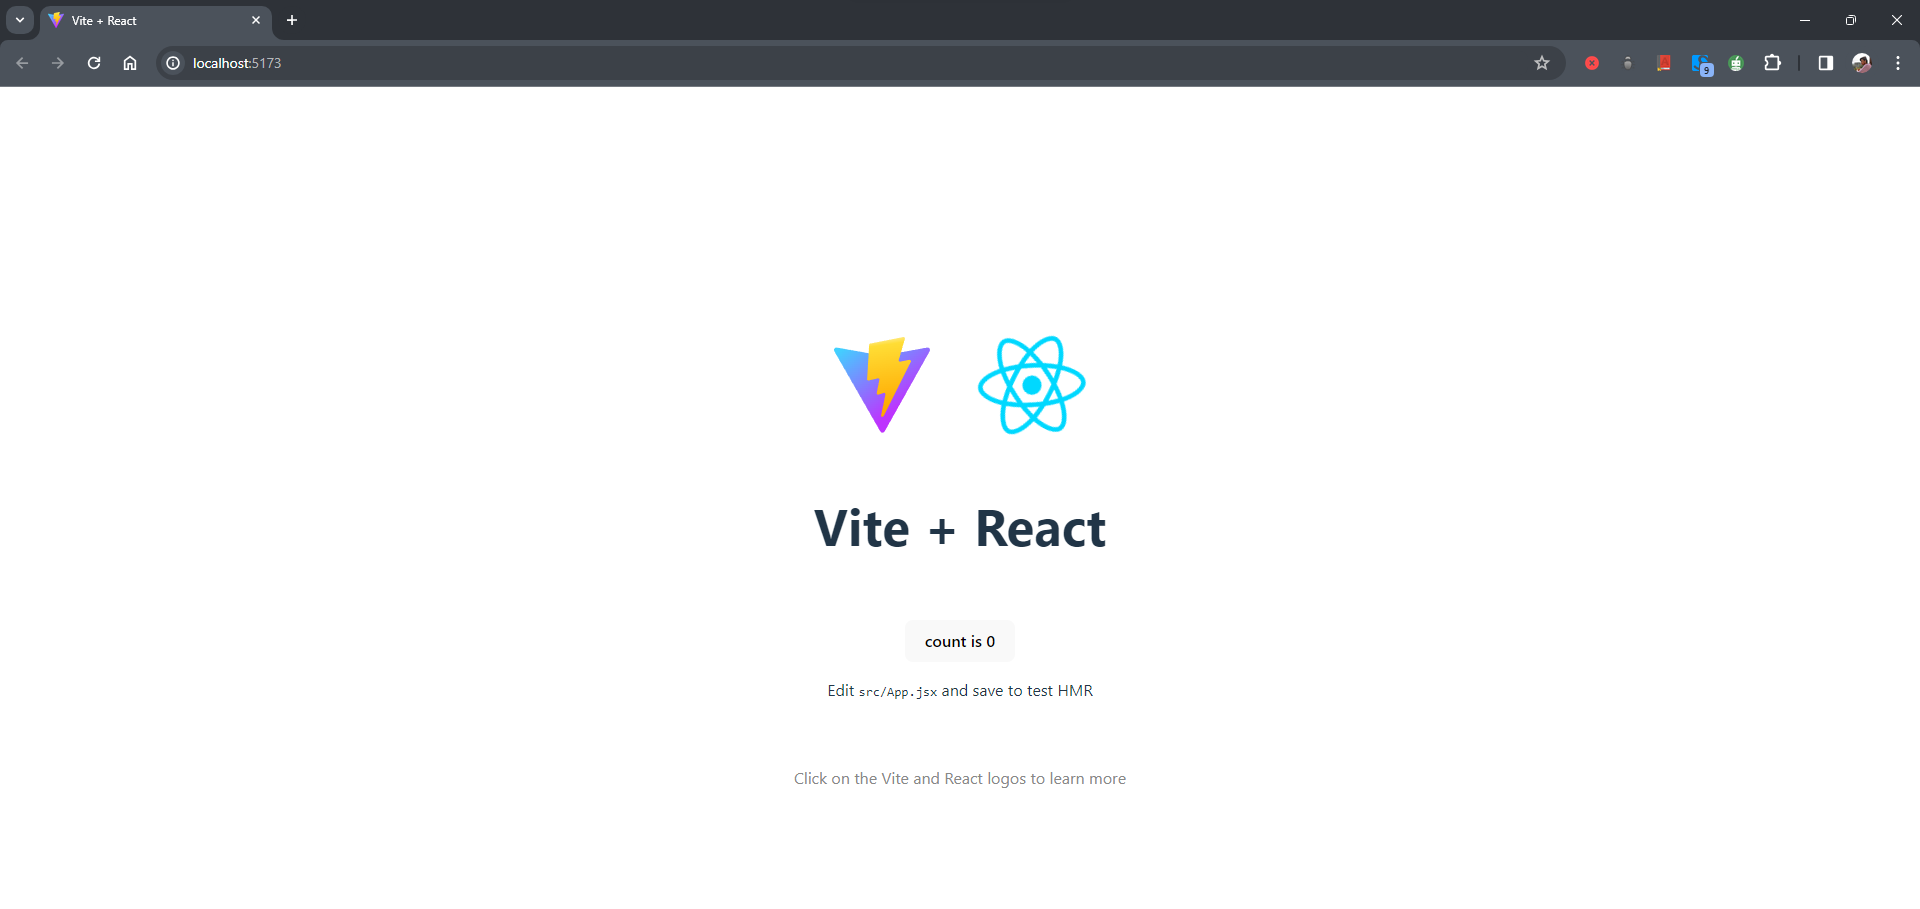 Vite + React
localhost:5173
9
Vite + React
count is 0
Edit src/App.jsx and save to test HMR
Click on the Vite and React logos to learn more